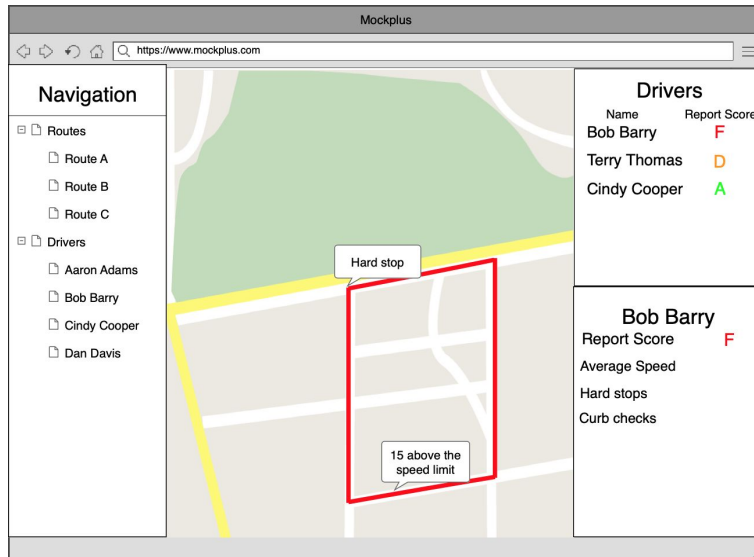 Mockplus
https://www.mockplus.com
Navigation
Routes
Route A
Route B
Route C
Drivers
Aaron Adams
Bob Barry
Cindy Cooper
Dan Davis
Hard stop
15 above the
speed limit
Drivers
Name Report Score
Bob Barry F
Terry Thomas D
Cindy Cooper A
Bob Barry
Report Score F
Average Speed
Hard stops
Curb checks